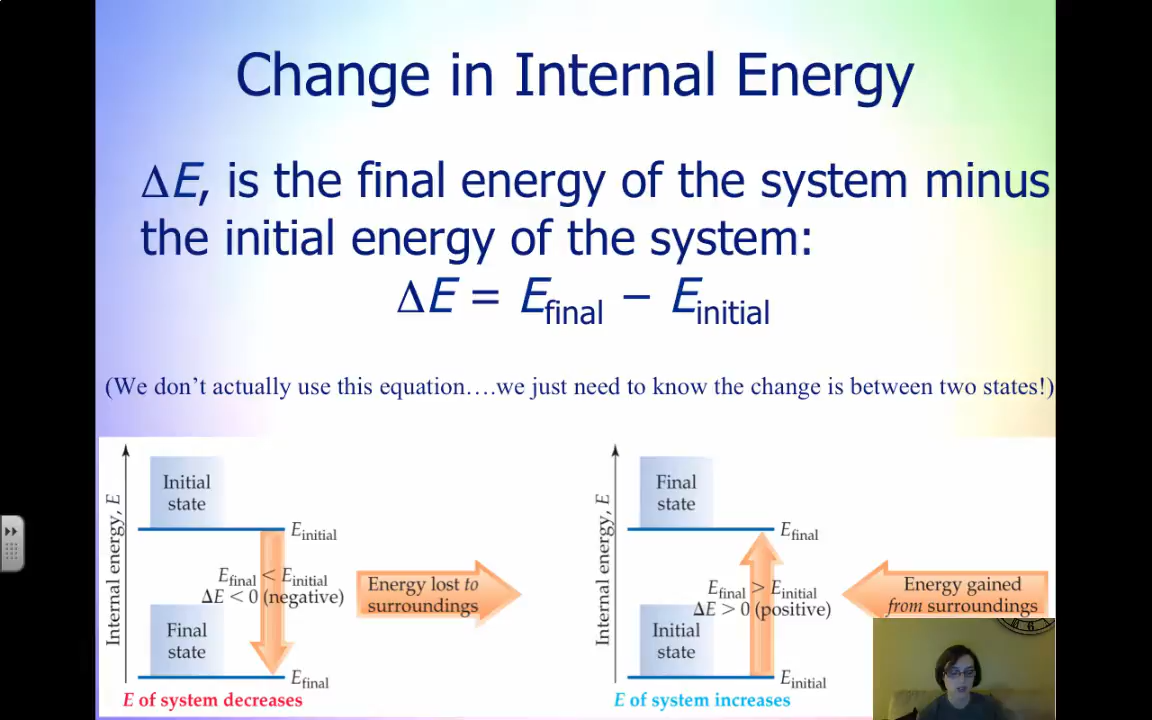 Change in Internal Energy
ΔE, is the final energy of the system minus
the initial energy of the system:
ΔE = Efinal − Einitial
(We don’t actually use this equation….we just need to know the change is between two states!)
Internal energy, E
Initial
state
Einitial
Efinal < Einitial
ΔE < 0 (negative)
Energy lost to
surroundings
Final
state
Efinal
E of system decreases
Internal energy, E
Final
state
Efinal
Efinal > Einitial
ΔE > 0 (positive)
Energy gained
from surroundings
Initial
state
Einitial
E of system increases